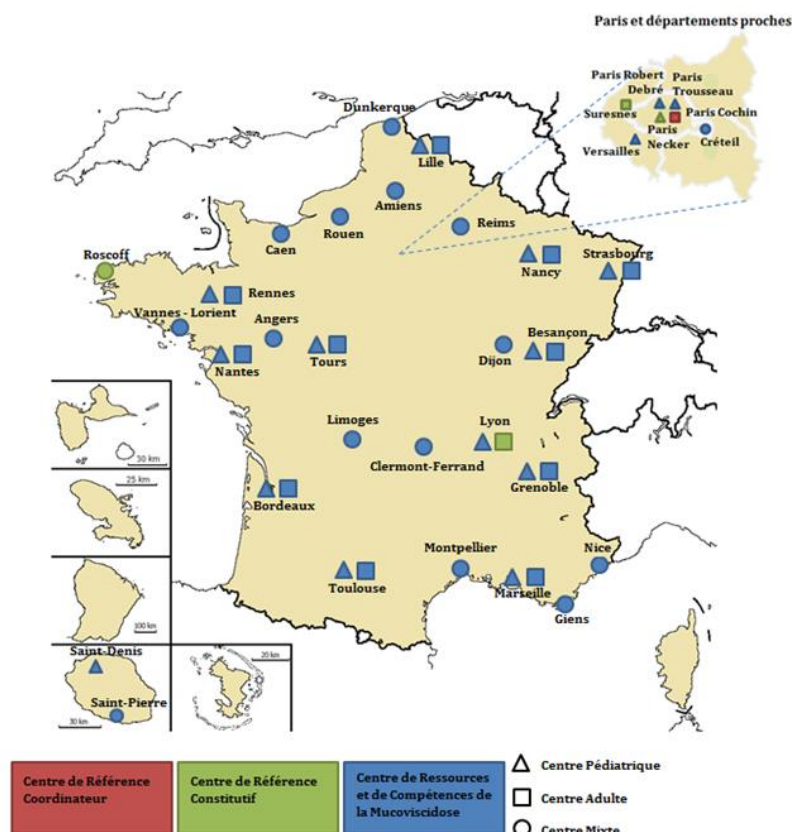 Paris et départements proches
Paris Robert
Debré
Paris
Trousseau
Suresnes
Paris Cochin
Paris
Necker
Créteil
Versailles
Dunkerque
Lille
Amiens
Rouen
Reims
Caen
Roscoff
Nancy
Strasbourg
Rennes
Vannes - Lorient
Angers
Nantes
Tours
Dijon
Besançon
Limoges
Clermont-Ferrand
Lyon
Grenoble
Bordeaux
Toulouse
Montpellier
Marseille
Nice
Giens
30 km
25 km
100 km
Saint-Denis
Saint-Pierre
30 km
20 km
Centre de Référence
Coordinateur
Centre de Référence
Constitutif
Centre de Ressources
et de Compétences de
la Mucoviscidose
Centre Pédiatrique
Centre Adulte
Centre Mixte